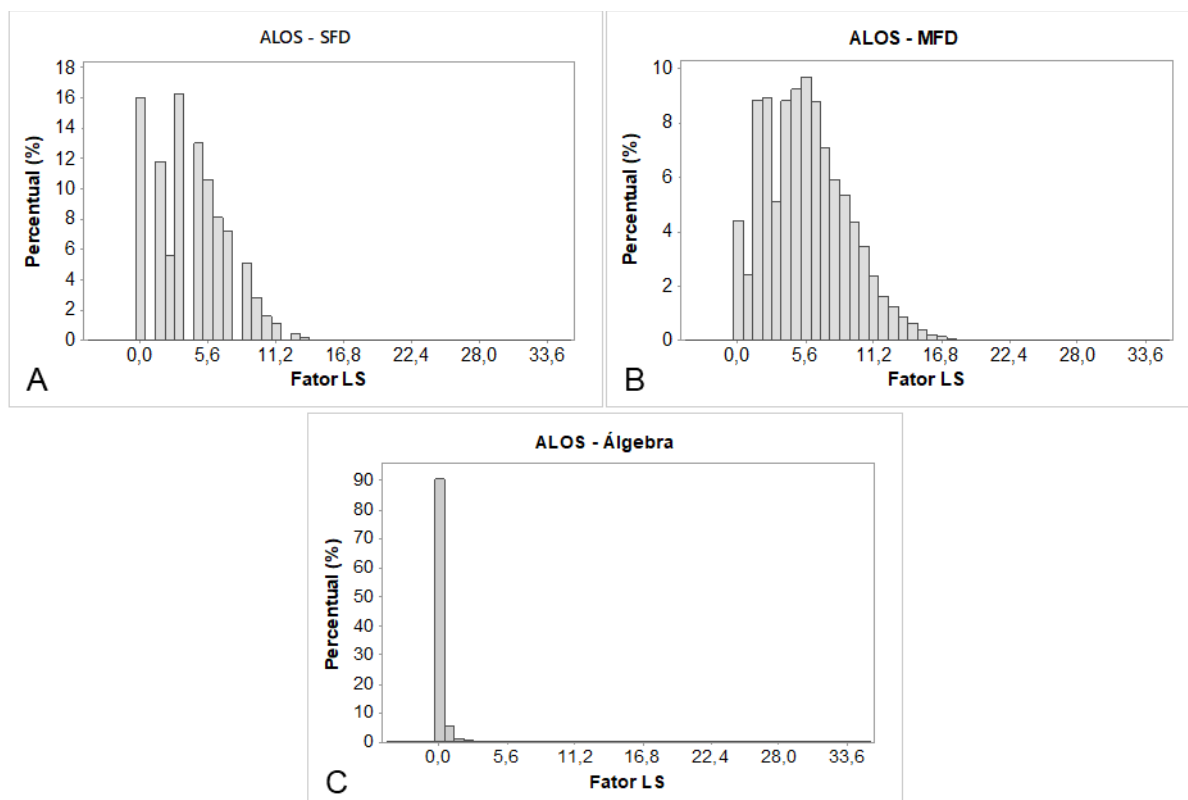 ALOS - SFD
Percentual (%)
18
16
14
12
10
8
6
4
2
0
0,0 5,6 11,2 16,8 22,4 28,0 33,6
Fator LS
A
ALOS - MFD
Percentual (%)
10
8
6
4
2
0
0,0 5,6 11,2 16,8 22,4 28,0 33,6
Fator LS
B
ALOS - Álgebra
Percentual (%)
90
80
70
60
50
40
30
20
10
0
0,0 5,6 11,2 16,8 22,4 28,0 33,6
Fator LS
C